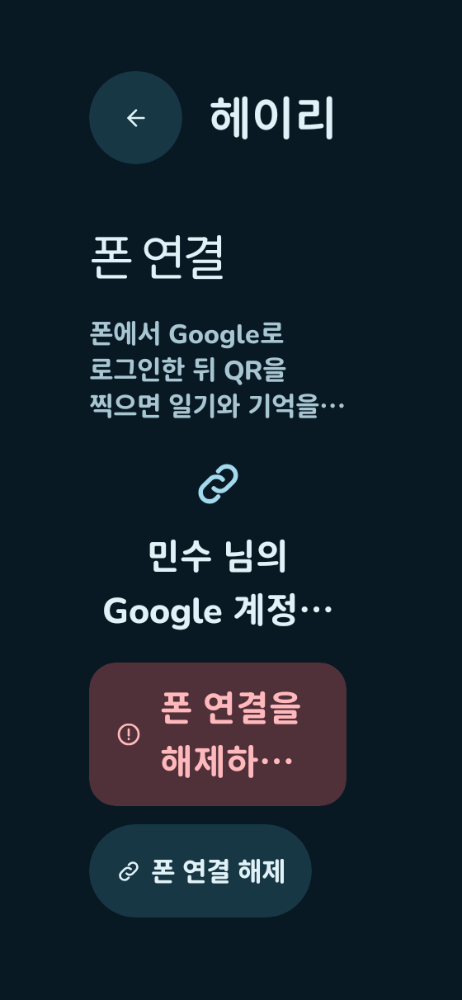 헤이리
폰 연결
폰에서 Google로
로그인한 뒤 QR을
찍으면 일기와 기억을…
민수 님의
Google 계정…
폰 연결을
해제하…
폰 연결 해제